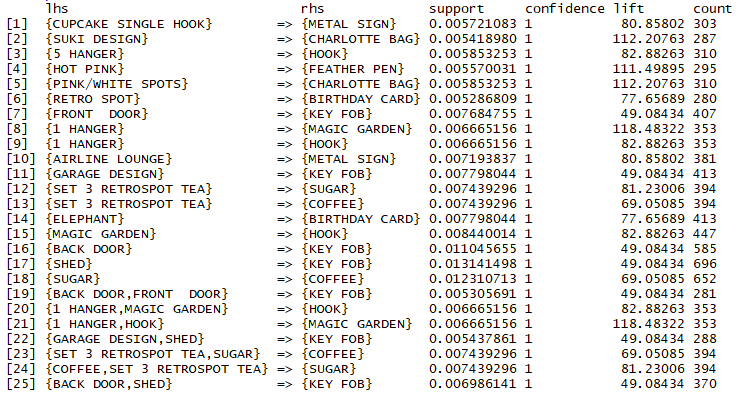 lhs rhs support confidence lift count
[1] {CUPCAKE SINGLE HOOK} => {METAL SIGN} 0.005721083 1 80.85802 303
[2] {SUKI DESIGN} => {CHARLOTTE BAG} 0.005418980 1 112.20763 287
[3] {5 HANGER} => {HOOK} 0.005853253 1 82.88263 310
[4] {HOT PINK} => {FEATHER PEN} 0.005570031 1 111.49895 295
[5] {PINK/WHITE SPOTS} => {CHARLOTTE BAG} 0.005853253 1 112.20763 310
[6] {RETRO SPOT} => {BIRTHDAY CARD} 0.005286809 1 77.65689 280
[7] {FRONT  DOOR} => {KEY FOB} 0.007684755 1 49.08434 407
[8] {1 HANGER} => {MAGIC GARDEN} 0.006665156 1 118.48322 353
[9] {1 HANGER} => {HOOK} 0.006665156 1 82.88263 353
[10] {AIRLINE LOUNGE} => {METAL SIGN} 0.007193837 1 80.85802 381
[11] {GARAGE DESIGN} => {KEY FOB} 0.007798044 1 49.08434 413
[12] {SET 3 RETROSPOT TEA} => {SUGAR} 0.007439296 1 81.23006 394
[13] {SET 3 RETROSPOT TEA} => {COFFEE} 0.007439296 1 69.05085 394
[14] {ELEPHANT} => {BIRTHDAY CARD} 0.007798044 1 77.65689 413
[15] {MAGIC GARDEN} => {HOOK} 0.008440014 1 82.88263 447
[16] {BACK DOOR} => {KEY FOB} 0.011045655 1 49.08434 585
[17] {SHED} => {KEY FOB} 0.013141498 1 49.08434 696
[18] {SUGAR} => {COFFEE} 0.012310713 1 69.05085 652
[19] {BACK DOOR,FRONT  DOOR} => {KEY FOB} 0.005305691 1 49.08434 281
[20] {1 HANGER,MAGIC GARDEN} => {HOOK} 0.006665156 1 82.88263 353
[21] {1 HANGER,HOOK} => {MAGIC GARDEN} 0.006665156 1 118.48322 353
[22] {GARAGE DESIGN,SHED} => {KEY FOB} 0.005437861 1 49.08434 288
[23] {SET 3 RETROSPOT TEA,SUGAR} => {COFFEE} 0.007439296 1 69.05085 394
[24] {COFFEE,SET 3 RETROSPOT TEA} => {SUGAR} 0.007439296 1 81.23006 394
[25] {BACK DOOR,SHED} => {KEY FOB} 0.006986141 1 49.08434 370